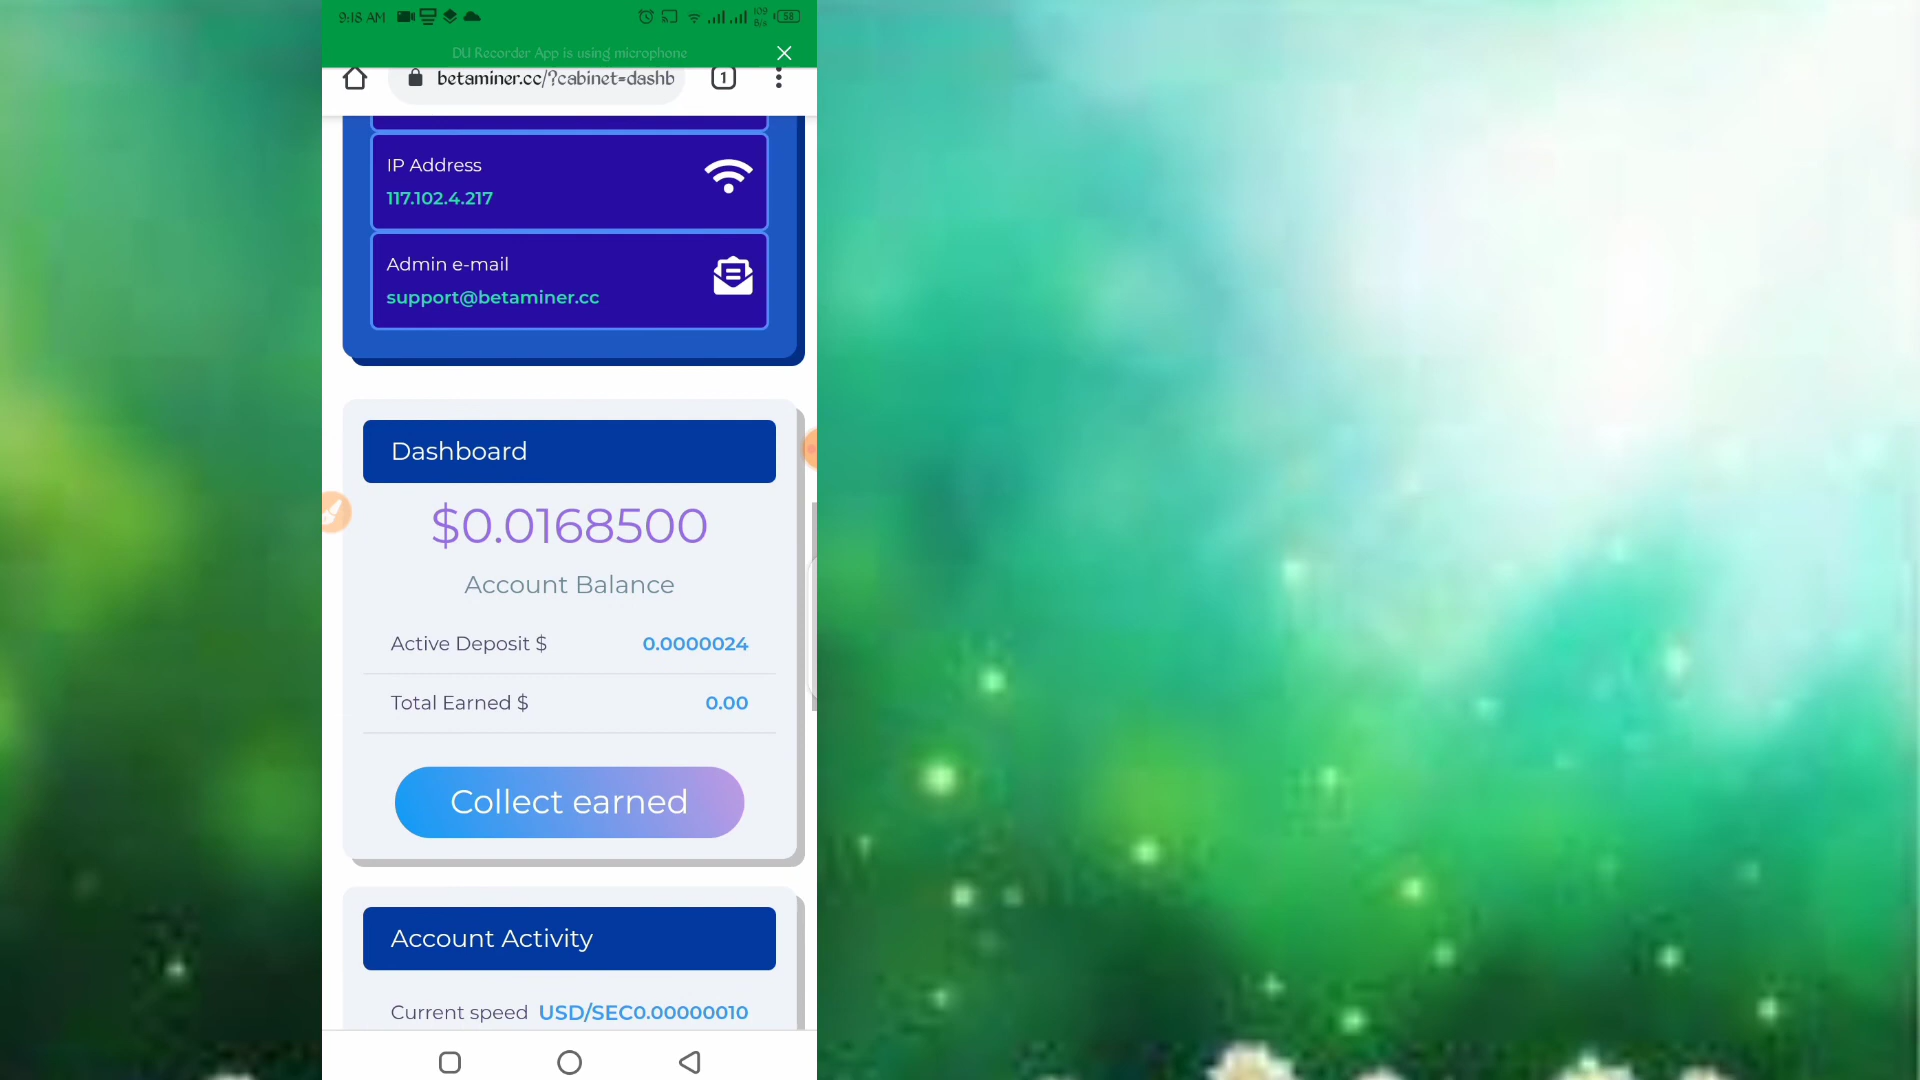 9:18 AM
109
B/s
58
DU Recorder App is using microphone
betaminer.cc/?cabinet=dashb
1
IP Address
117.102.4.217
Admin e-mail
support@betaminer.cc
Dashboard
$0.0168500
Account Balance
Active Deposit $ 0.0000024
Total Earned $ 0.00
Collect earned
Account Activity
Current speed USD/SEC0.00000010